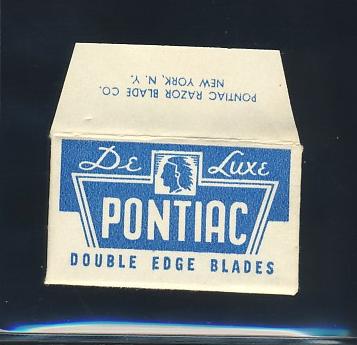 PONTIAC RAZOR BLADE CO.
NEW YORK, N. Y.
De Luxe
PONTIAC
DOUBLE EDGE BLADES